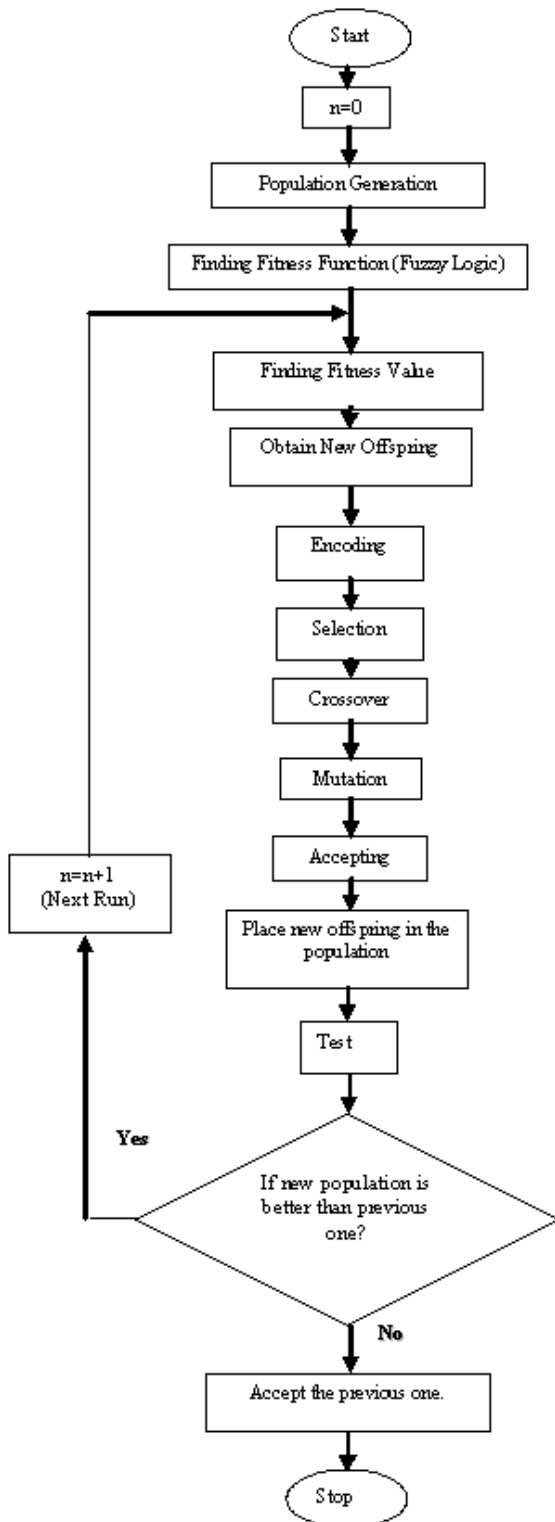 Start
n=0
Population Generation
Finding Fitness Function (Fuzzy Logic)
Finding Fitness Value
Obtain New Offspring
Encoding
Selection
Crossover
Mutation
Accepting
n=n+1
(Next Run)
Place new offspring in the
population
Test
Yes
If new population is
better than previous
one?
No
Accept the previous one.
Stop